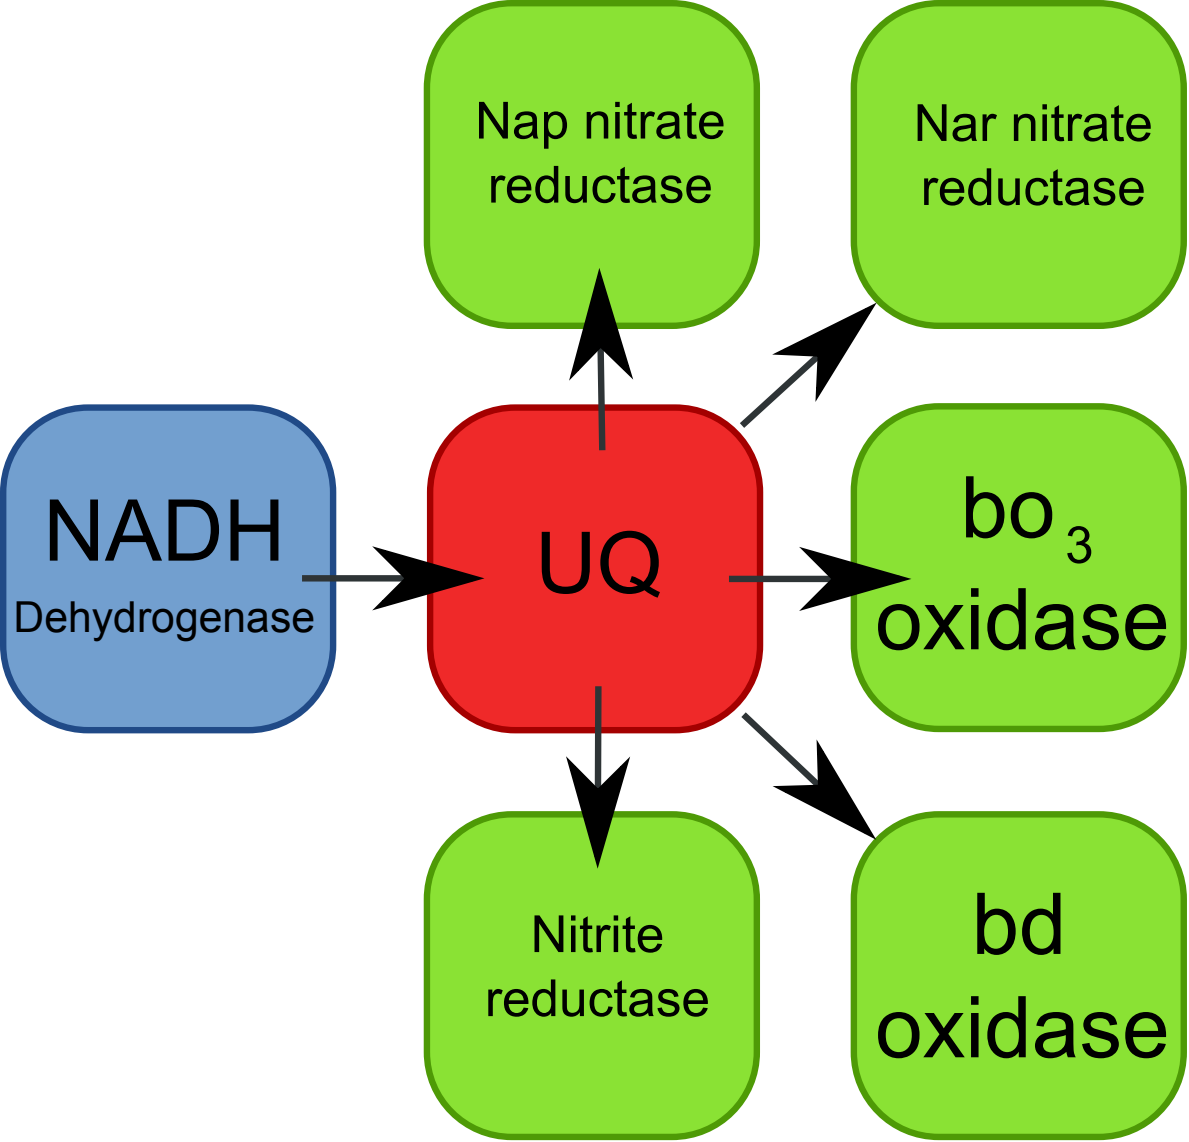 Nap nitrate
reductase
Nar nitrate
reductase
NADH
Dehydrogenase
UQ
bo 3
oxidase
Nitrite
reductase
bd
oxidase